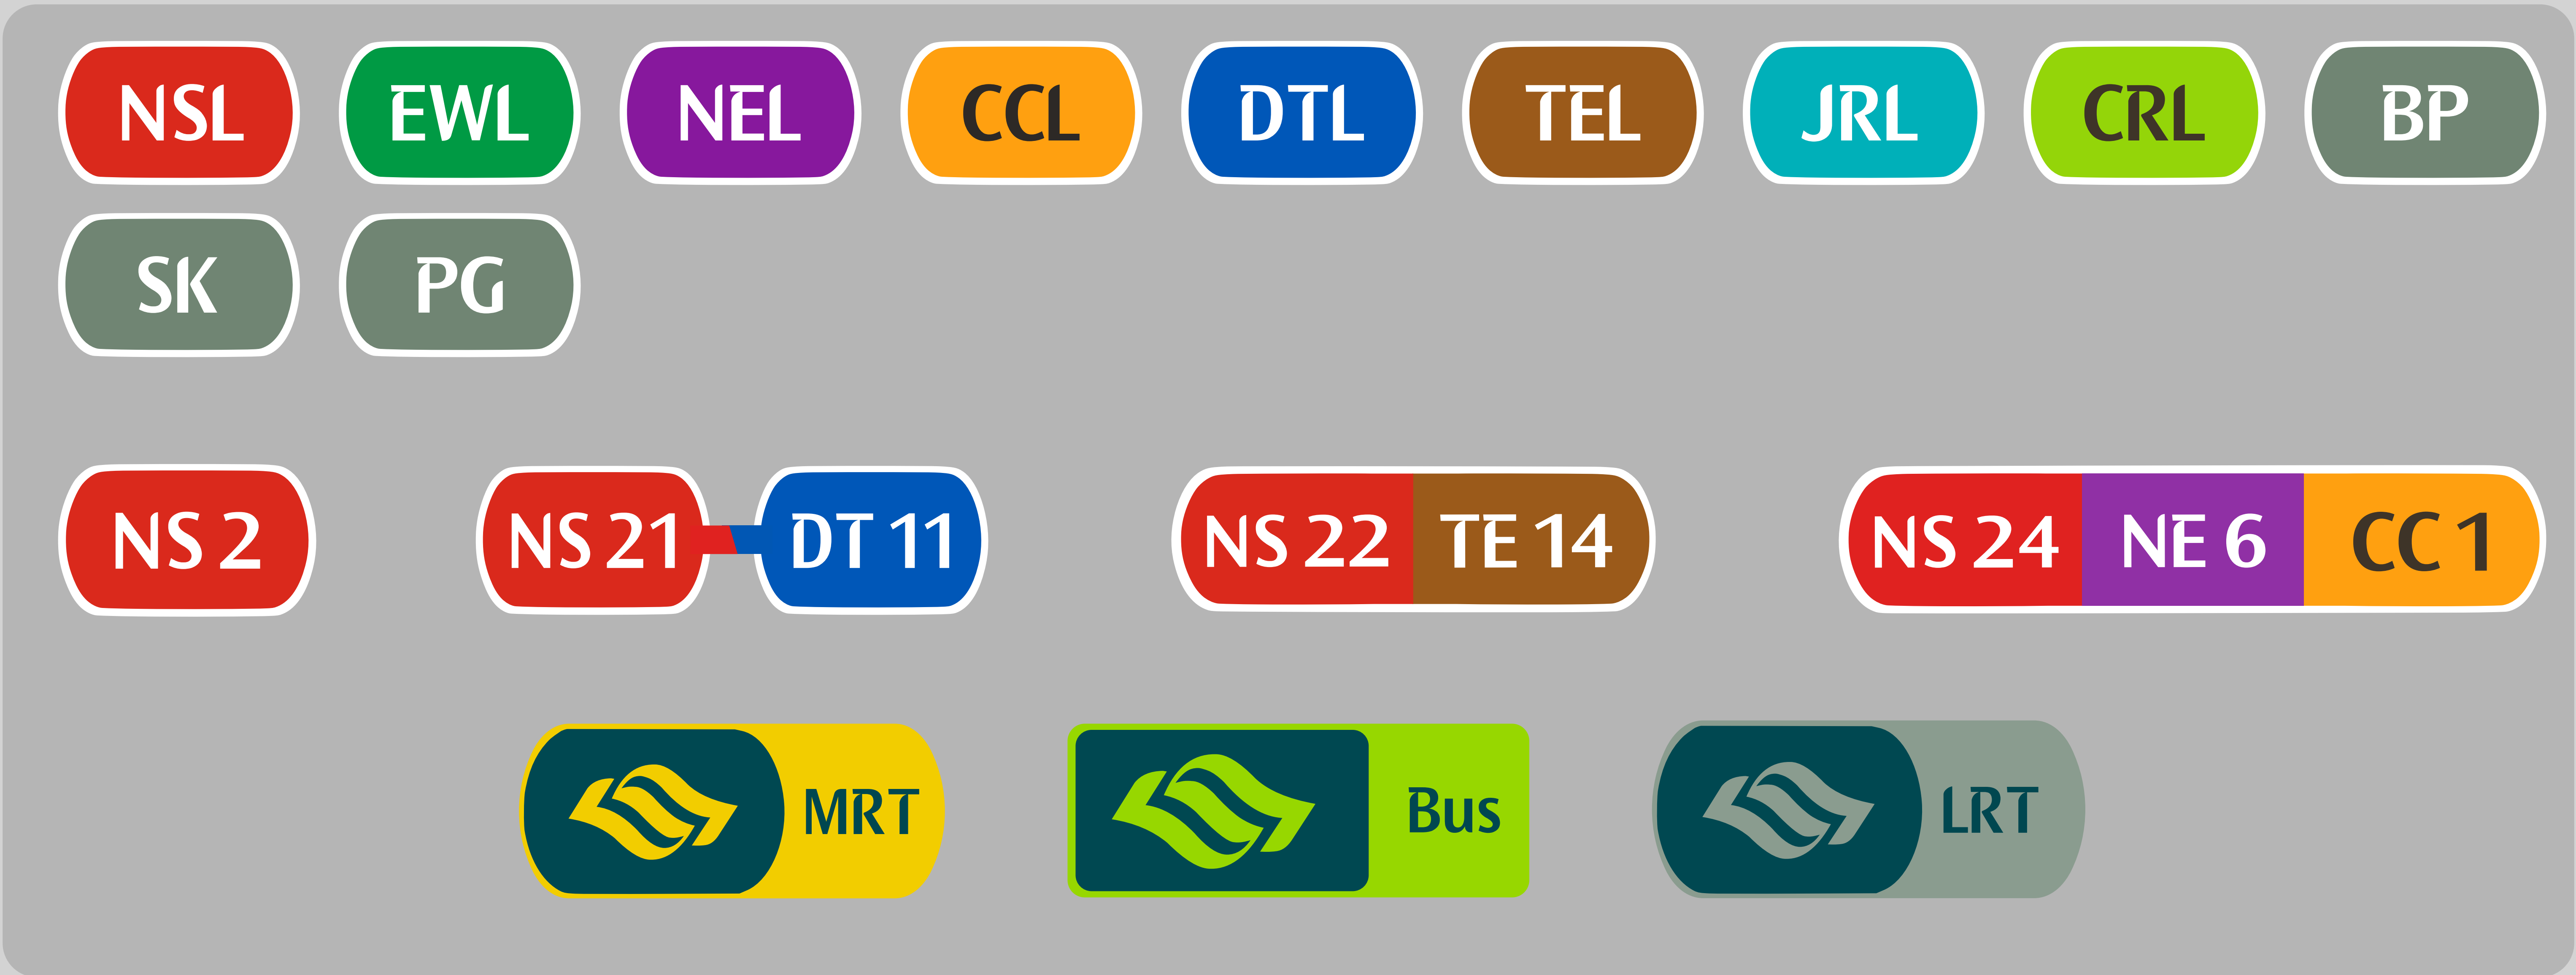 NSL EWL NEL CCL DTL TEL JRL CRL BP
SK PG
NS 2 NS 21 DT 11 NS 22 TE 14 NS 24 NE 6 CC 1
MRT Bus LRT